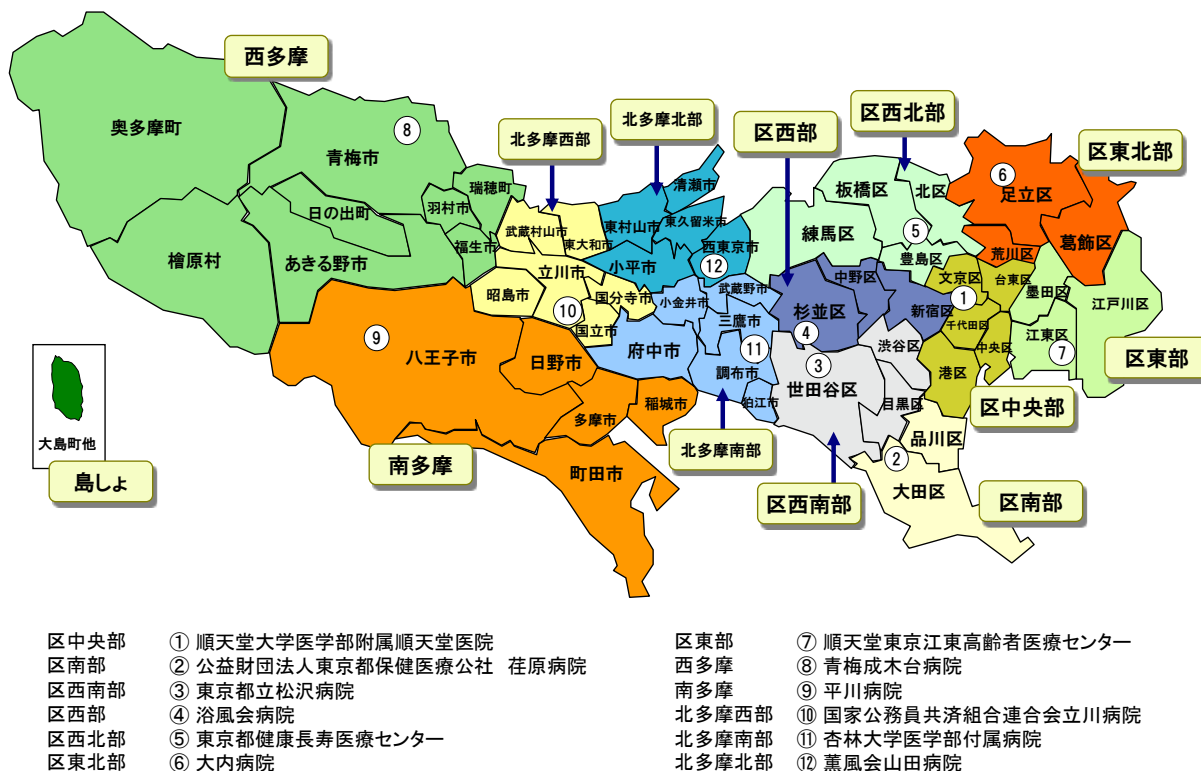 西多摩
奥多摩町
⑧
青梅市
北多摩西部
北多摩北部
区西部
区西北部
区東北部
瑞穂町
羽村市
日の出町
福生市
檜原村
あきる野市
武蔵村山市
東大和市
立川市
昭島市
⑩
国分寺市
国立市
清瀬市
東村山市
東久留米市
小平市
西東京市
⑫
板橋区
北区
練馬区
⑤
豊島区
⑥
足立区
荒川区
葛飾区
中野区
杉並区
④
新宿区
文京区
①
台東区
千代田区
中央区
港区
墨田区
江戸川区
江東区
⑦
区東部
小金井市
武蔵野市
三鷹市
府中市
⑪
調布市
狛江市
③
世田谷区
渋谷区
目黒区
区中央部
⑨
八王子市
日野市
多摩市
稲城市
町田市
南多摩
北多摩南部
区西南部
品川区
②
大田区
区南部
大島町他
島しょ
区中央部 ① 順天堂大学医学部附属順天堂医院
区南部 ② 公益財団法人東京都保健医療公社 荏原病院
区西南部 ③ 東京都立松沢病院
区西部 ④ 浴風会病院
区西北部 ⑤ 東京都健康長寿医療センター
区東北部 ⑥ 大内病院
区東部 ⑦ 順天堂東京江東高齢者医療センター
西多摩 ⑧ 青梅成木台病院
南多摩 ⑨ 平川病院
北多摩西部 ⑩ 国家公務員共済組合連合会立川病院
北多摩南部 ⑪ 杏林大学医学部付属病院
北多摩北部 ⑫ 薫風会山田病院